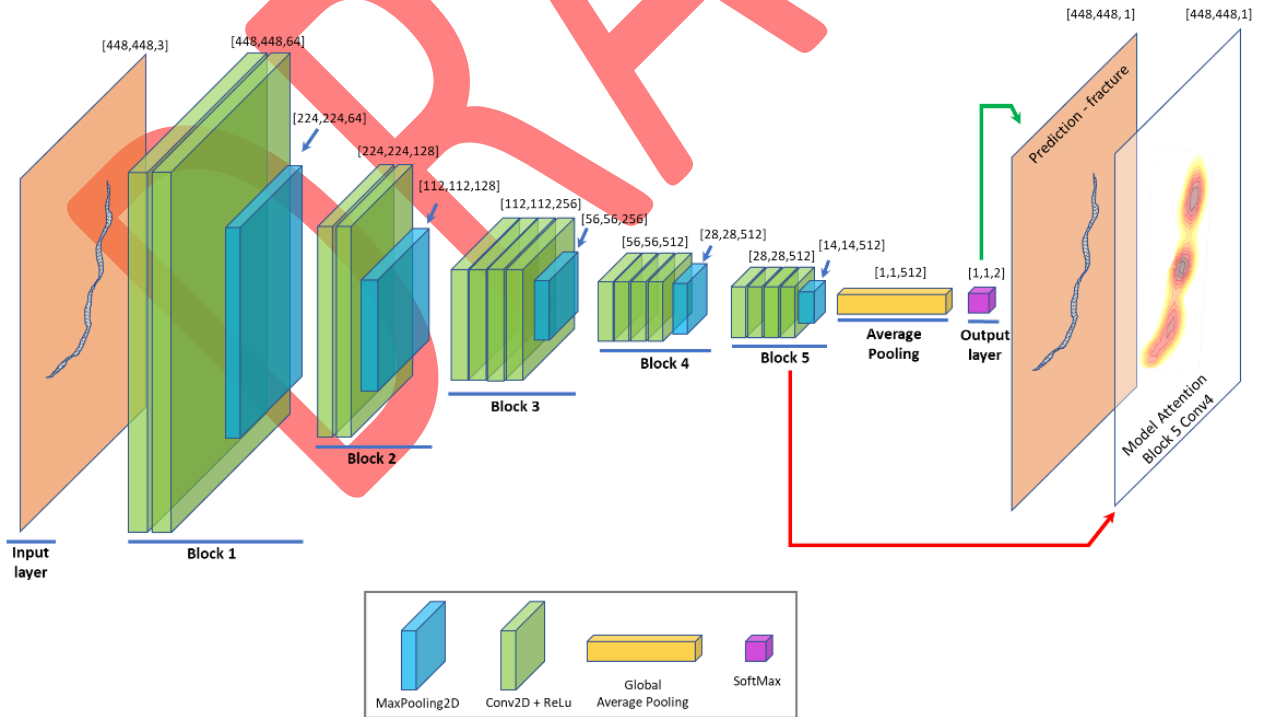 [448,448,3]
[448,448,64]
[224,224,64]
[224,224,128]
[112,112,128]
[112,112,256]
[56,56,256]
[56,56,512]
[28,28,512]
[28,28,512]
[14,14,512]
[1,1,512]
[1,1,2]
[448,448, 1]
[448,448,1]
Prediction - fracture
Model Attention
Block 5 Conv4
Input
layer
Block 1
Block 2
Block 3
Block 4
Block 5
Average
Pooling
Output
layer
MaxPooling2D
Conv2D + ReLu
Global
Average Pooling
SoftMax